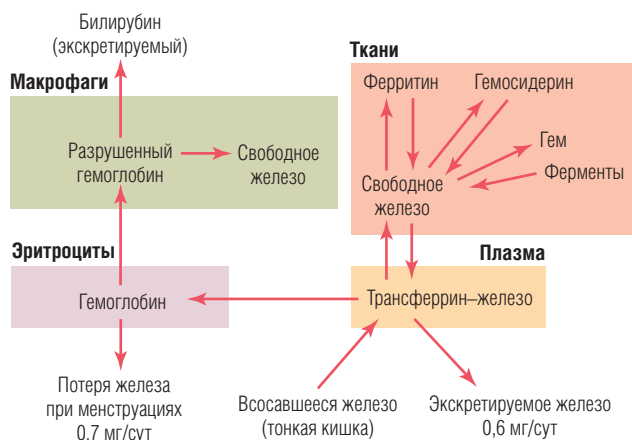 Билирубин
(экскретируемый)
Макрофаги
Разрушенный
гемоглобин
Свободное
железо
Ткани
Ферритин
Гемосидерин
Гем
Ферменты
Свободное
железо
Эритроциты
Гемоглобин
Плазма
Трансферрин–железо
Потеря железа
при менструациях
0,7 мг/сут
Всосавшееся железо
(тонкая кишка)
Экскретируемое железо
0,6 мг/сут